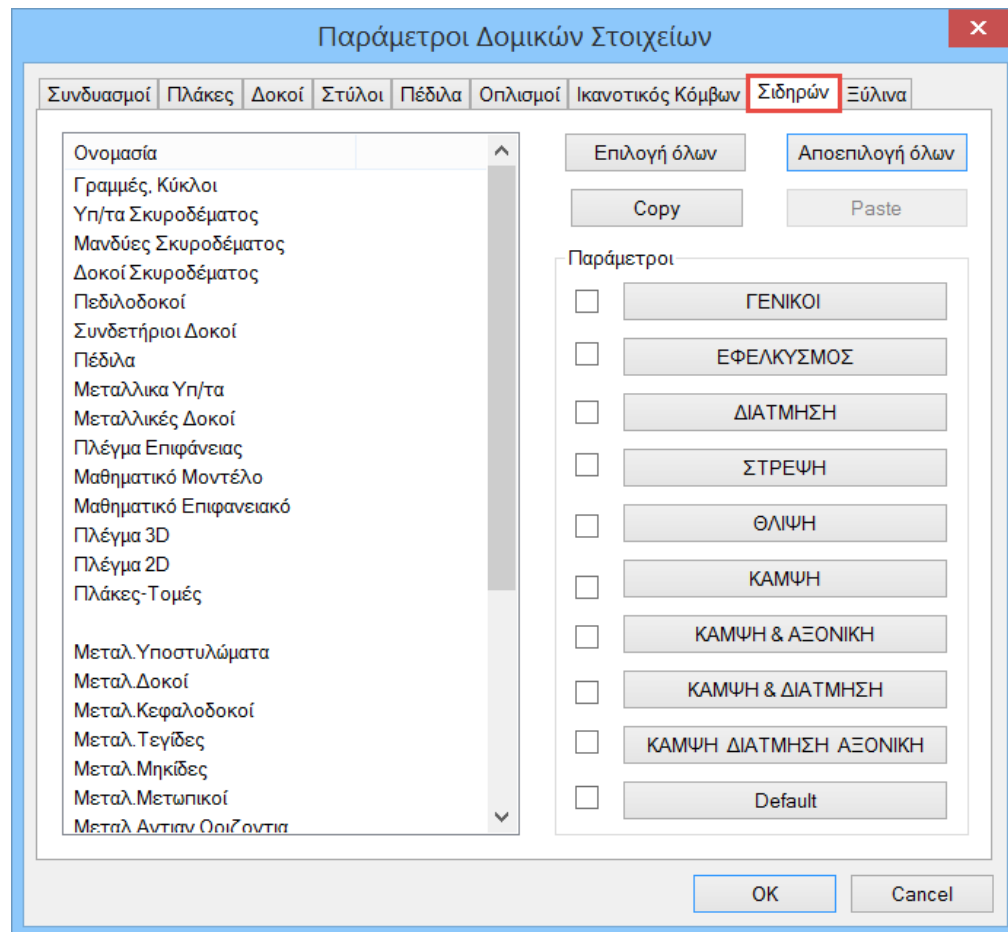 Παράμετροι Δομικών Στοιχείων
Συνδυασμοί Πλάκες Δοκοί Στύλοι Πέδιλα Οπλισμοί Ικανοτικός Κόμβων Σιδηρών Ξύλινα
Ονομασία
Γραμμές, Κύκλοι
Υπ/τα Σκυροδέματος
Μανδύες Σκυροδέματος
Δοκοί Σκυροδέματος
Πεδιλοδοκοί
Συνδετήριοι Δοκοί
Πέδιλα
Μεταλλικα Υπ/τα
Μεταλλικές Δοκοί
Πλέγμα Επιφάνειας
Μαθηματικό Μοντέλο
Μαθηματικό Επιφανειακό
Πλέγμα 3D
Πλέγμα 2D
Πλάκες-Τομές
Μεταλ.Υποστυλώματα
Μεταλ.Δοκοί
Μεταλ.Κεφαλοδοκοί
Μεταλ.Τεγίδες
Μεταλ.Μηκίδες
Μεταλ.Μετωπικοί
Μεταλ.Αντιαν.Οριζοντια
Επιλογή όλων Αποεπιλογή όλων
Copy Paste
Παράμετροι
ΓΕΝΙΚΟΙ
ΕΦΕΛΚΥΣΜΟΣ
ΔΙΑΤΜΗΣΗ
ΣΤΡΕΨΗ
ΘΛΙΨΗ
ΚΑΜΨΗ
ΚΑΜΨΗ & ΑΞΟΝΙΚΗ
ΚΑΜΨΗ & ΔΙΑΤΜΗΣΗ
ΚΑΜΨΗ ΔΙΑΤΜΗΣΗ ΑΞΟΝΙΚΗ
Default
OK Cancel